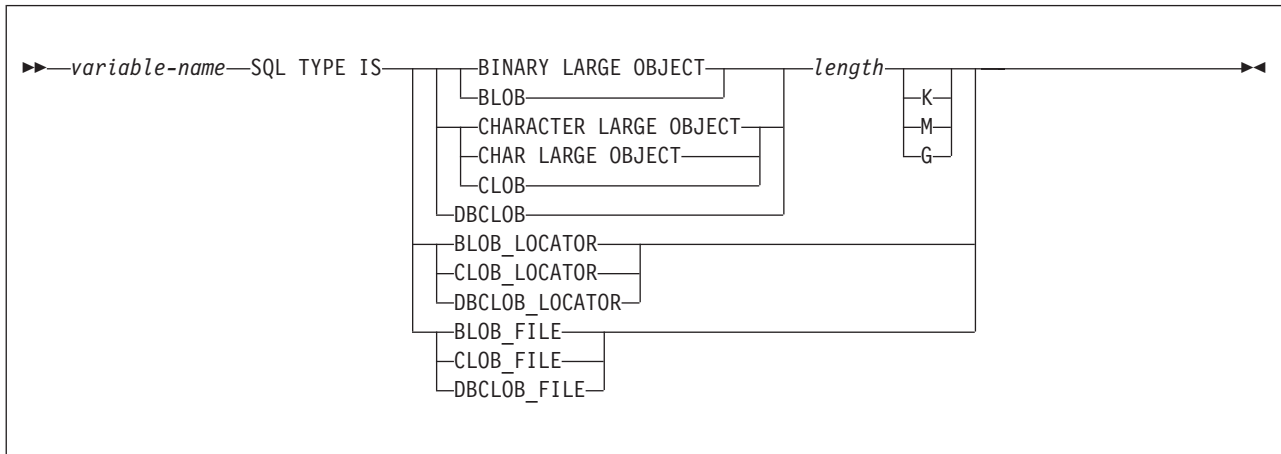 variable-name SQL TYPE IS BINARY LARGE OBJECT length
BLOB K
CHARACTER LARGE OBJECT M
CHAR LARGE OBJECT G
CLOB
DBCLOB
BLOB_LOCATOR
CLOB_LOCATOR
DBCLOB_LOCATOR
BLOB_FILE
CLOB_FILE
DBCLOB_FILE